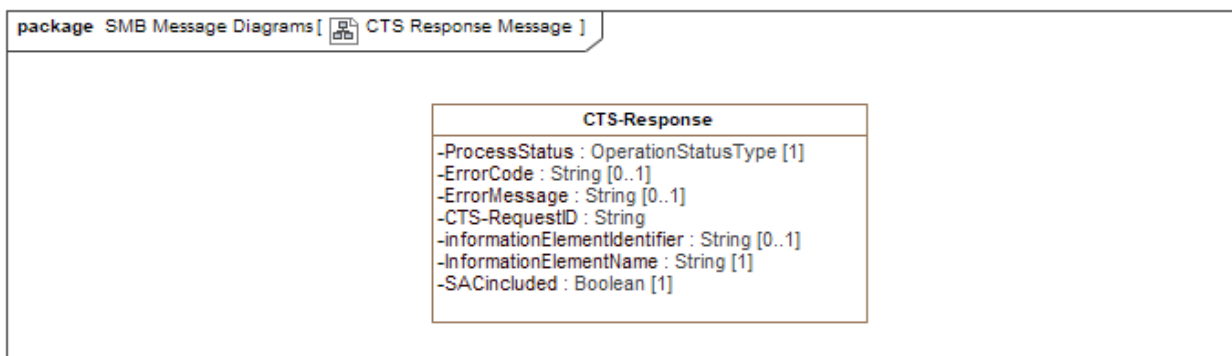 package SMB Message Diagrams [ CTS Response Message ]
CTS-Response
-ProcessStatus : OperationStatusType [1]
-ErrorCode : String [0..1]
-ErrorMessage : String [0..1]
-CTS-RequestID : String
-informationElementIdentifier : String [0..1]
-InformationElementName : String [1]
-SACincluded : Boolean [1]